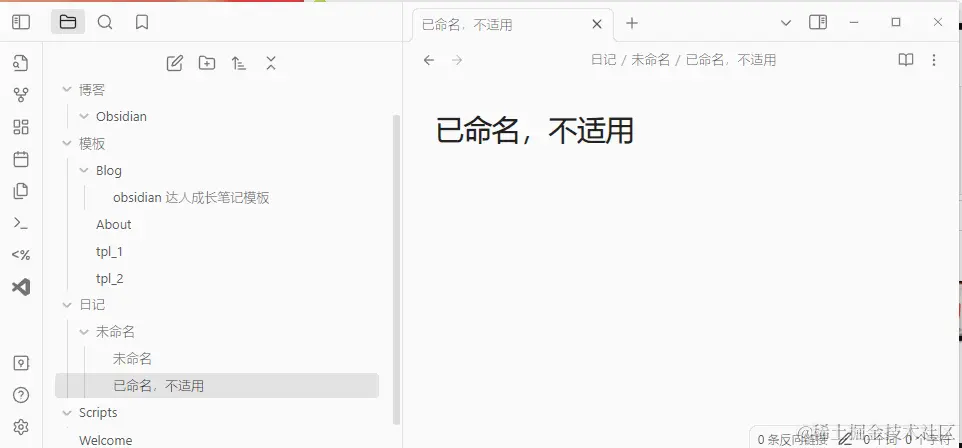 已命名，不适用
日记 / 未命名 / 已命名，不适用
博客
Obsidian
模板
Blog
obsidian 达人成长笔记模板
About
tpl_1
tpl_2
日记
未命名
未命名
已命名，不适用
Scripts
Welcome
<%
已命名，不适用
0 条反向链接 0 个词 0 个字符
@稀土掘金技术社区